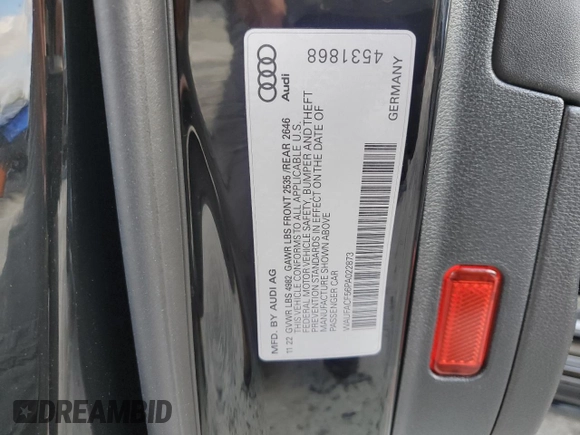 4531868
Audi
GERMANY
MFD. BY AUDI AG
11.22 GVWR LBS 4982 GAWR LBS FRONT 2535 /REAR 2646
THIS VEHICLE CONFORMS TO ALL APPLICABLE U.S.
FEDERAL MOTOR VEHICLE SAFETY, BUMPER AND THEFT
PREVENTION STANDARDS IN EFFECT ON THE DATE OF
MANUFACTURE SHOWN ABOVE
PASSENGER CAR
WAUFACF56PA022873
DREAMBID